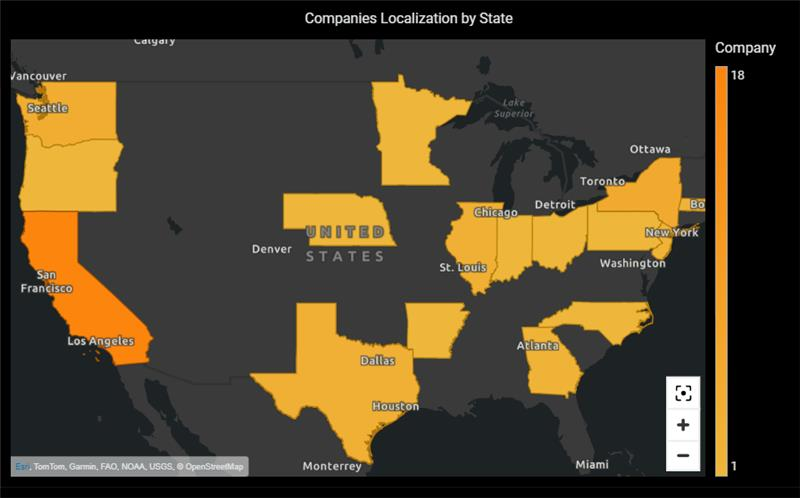 Companies Localization by State
Calgary
Company
Vancouver
18
Seattle
Lake
Superior
Ottawa
Toronto
Detroit
Bo
Chicago
New York
UNITED
STATES
Denver
St. Louis
Washington
San
Francisco
Los Angeles
Atlanta
Dallas
Houston
Monterrey
Miami
1
Esri, TomTom, Garmin, FAO, NOAA, USGS, © OpenStreetMap